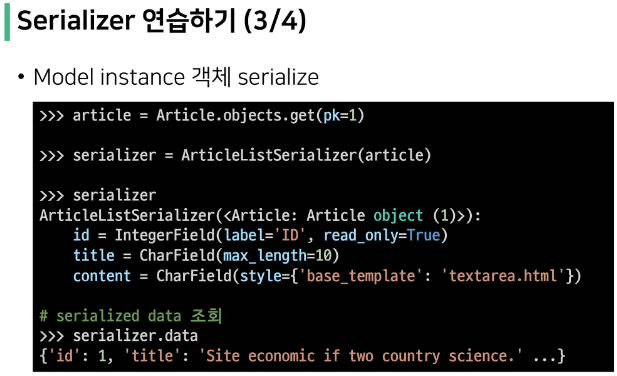 Serializer 연습하기 (3/4)
• Model instance 객체 serialize
>>> article = Article.objects.get(pk=1)
>>> serializer = ArticleListSerializer(article)
>>> serializer
ArticleListSerializer(<Article: Article object (1)>):
    id = IntegerField(label='ID', read_only=True)
    title = CharField(max_length=10)
    content = CharField(style={'base_template': 'textarea.html'})
# serialized data 조회
>>> serializer.data
{'id': 1, 'title': 'Site economic if two country science.' ...}